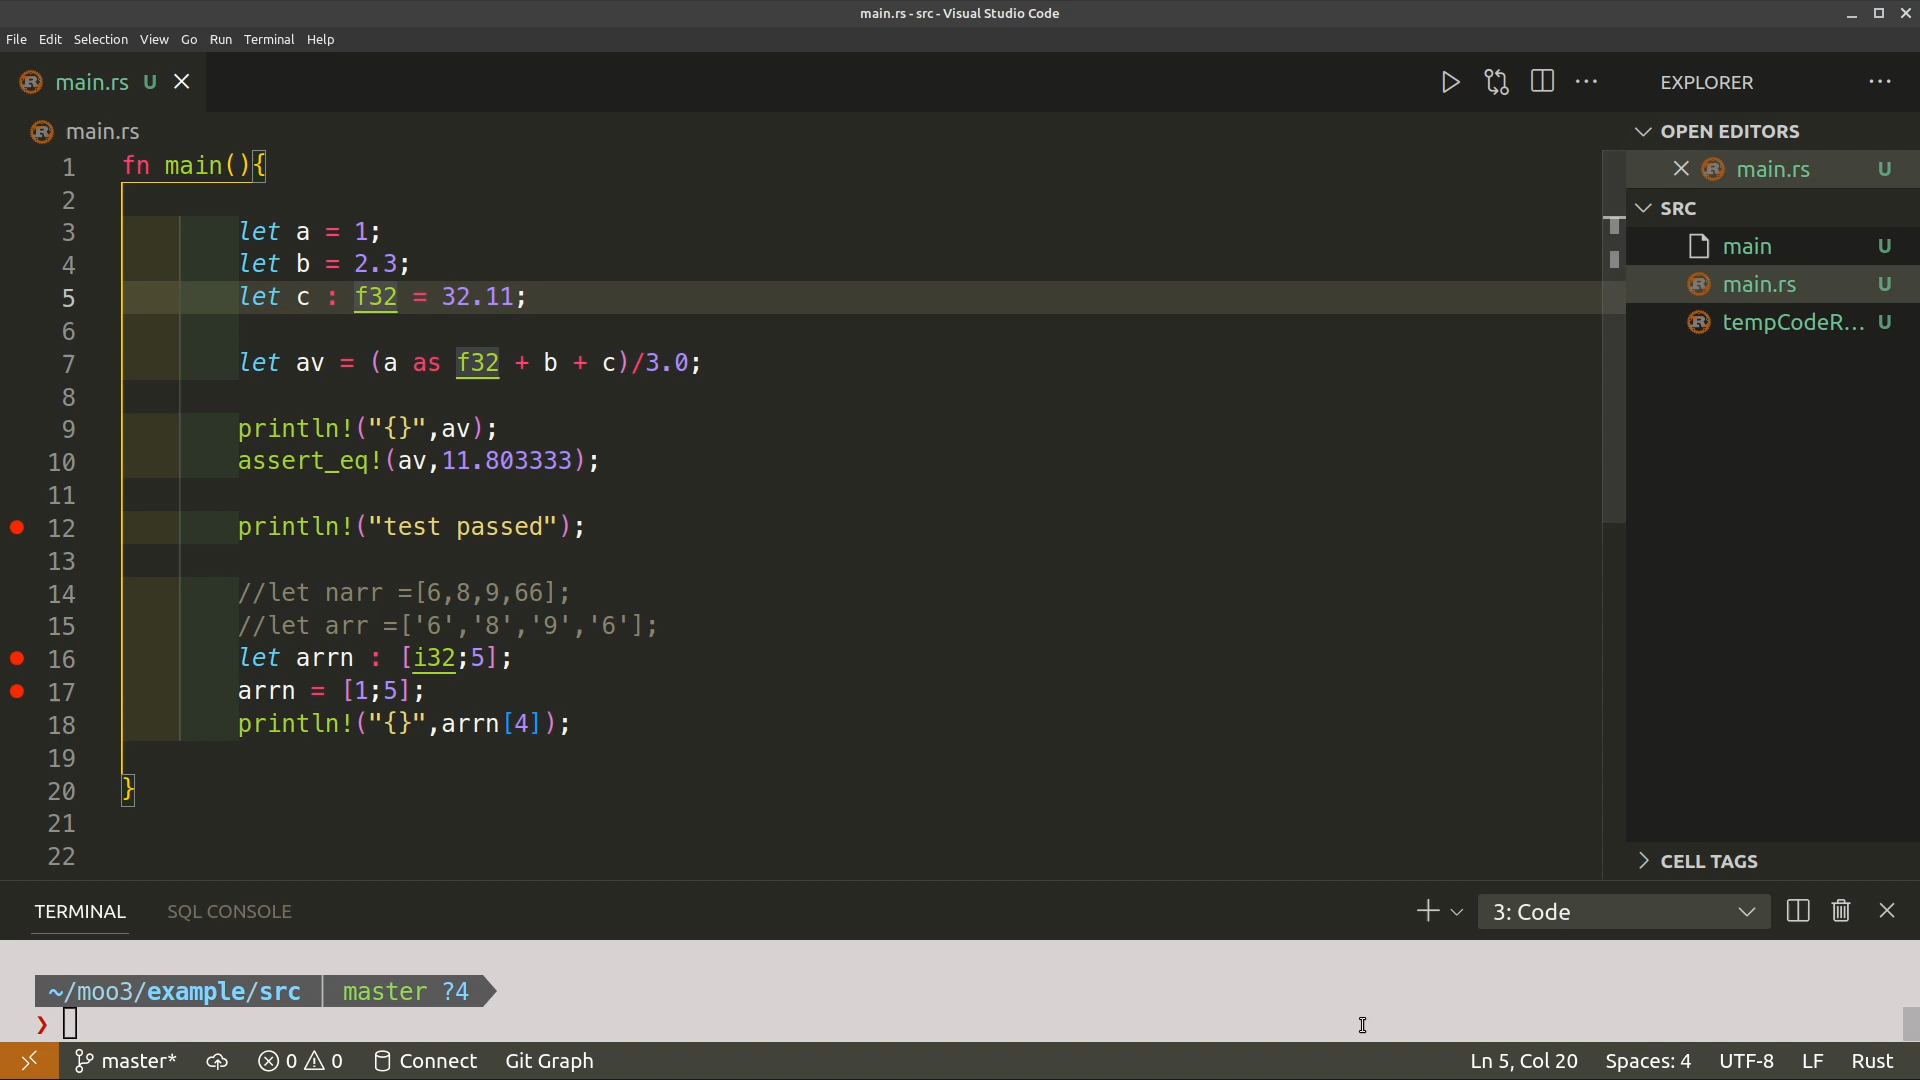 main.rs - src - Visual Studio Code
File Edit Selection View Go Run Terminal Help
main.rs U
EXPLORER
main.rs
OPEN EDITORS
main.rs U
SRC
main U
main.rs U
tempCodeR... U
CELL TAGS
1 fn main(){
2
3 let a = 1;
4 let b = 2.3;
5 let c : f32 = 32.11;
6
7 let av = (a as f32 + b + c)/3.0;
8
9 println!("{}",av);
10 assert_eq!(av,11.803333);
11
12 println!("test passed");
13
14 //let narr =[6,8,9,66];
15 //let arr =['6','8','9','6'];
16 let arrn : [i32;5];
17 arrn = [1;5];
18 println!("{}",arrn[4]);
19
20 }
21
22
TERMINAL SQL CONSOLE
3: Code
~/moo3/example/src master ?4
❯
master* 0 0 Connect Git Graph
Ln 5, Col 20 Spaces: 4 UTF-8 LF Rust